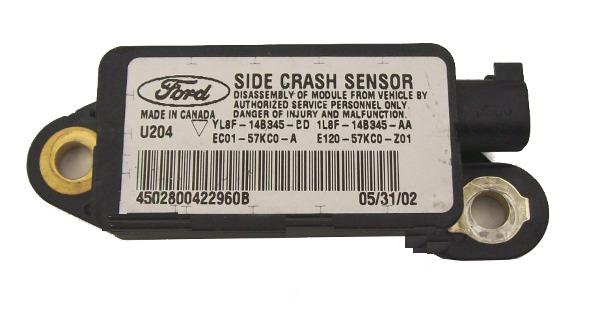 Ford
SIDE CRASH SENSOR
DISASSEMBLY OF MODULE FROM VEHICLE BY
AUTHORIZED SERVICE PERSONNEL ONLY.
MADE IN CANADA
DANGER OF INJURY AND MALFUNCTION.
U204
YL8F-14B345-BD 1L8F-14B345-AA
EC01-57KC0-A E120-57KC0-Z01
4502800422960B
05/31/02